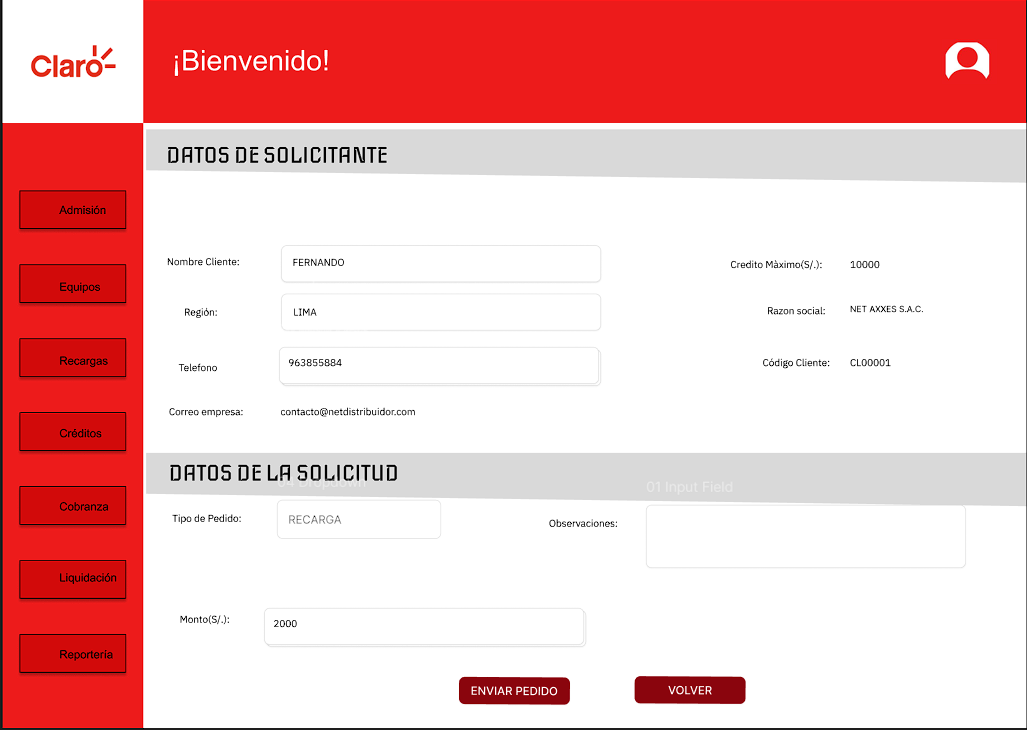 Claro
¡Bienvenido!
DATOS DE SOLICITANTE
Admisión
Equipos
Recargas
Créditos
Cobranza
Liquidación
Reportería
Nombre Cliente: FERNANDO
Credito Màximo(S/.): 10000
Región: LIMA
Razon social: NET AXXES S.A.C.
Telefono 963855884
Código Cliente: CL00001
Correo empresa: contacto@netdistribuidor.com
DATOS DE LA SOLICITUD
04 Dropdown
01 Input Field
Tipo de Pedido: RECARGA
Observaciones:
Monto(S/.): 2000
ENVIAR PEDIDO
VOLVER